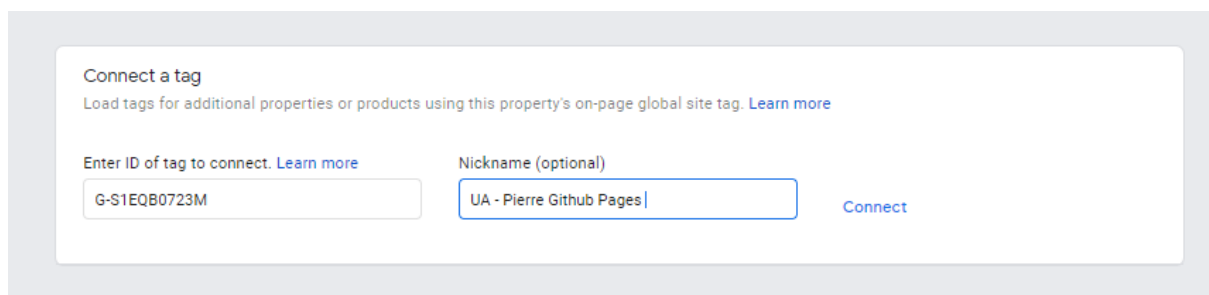 Connect a tag
Load tags for additional properties or products using this property's on-page global site tag. Learn more
Enter ID of tag to connect. Learn more
Nickname (optional)
G-S1EQB0723M
UA - Pierre Github Pages
Connect